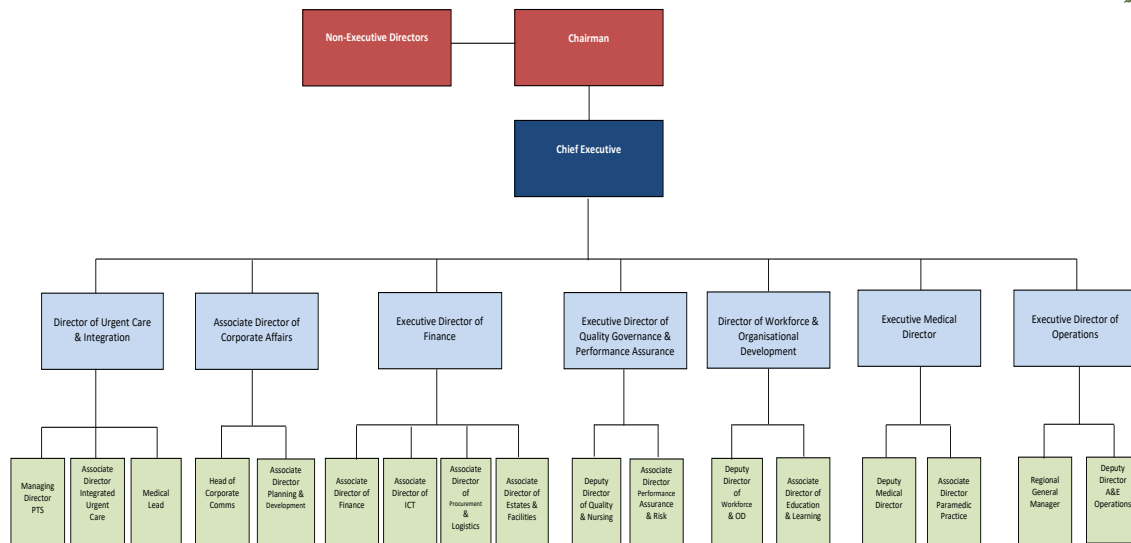 Non-Executive Directors
Chairman
Chief Executive
Director of Urgent Care
& Integration
Associate Director of
Corporate Affairs
Executive Director of
Finance
Executive Director of
Quality Governance &
Performance Assurance
Director of Workforce &
Organisational
Development
Executive Medical
Director
Executive Director of
Operations
Managing
Director
PTS
Associate
Director
Integrated
Urgent
Care
Medical
Lead
Head of
Corporate
Comms
Associate
Director
Planning &
Development
Associate
Director of
Finance
Associate
Director of
ICT
Associate
Director
of
Procurement
&
Logistics
Associate
Director of
Estates &
Facilities
Deputy
Director
of Quality
& Nursing
Associate
Director
Performance
Assurance
& Risk
Deputy
Director
of
Workforce
& OD
Associate
Director of
Education
& Learning
Deputy
Medical
Director
Associate
Director
Paramedic
Practice
Regional
General
Manager
Deputy
Director
A&E
Operations